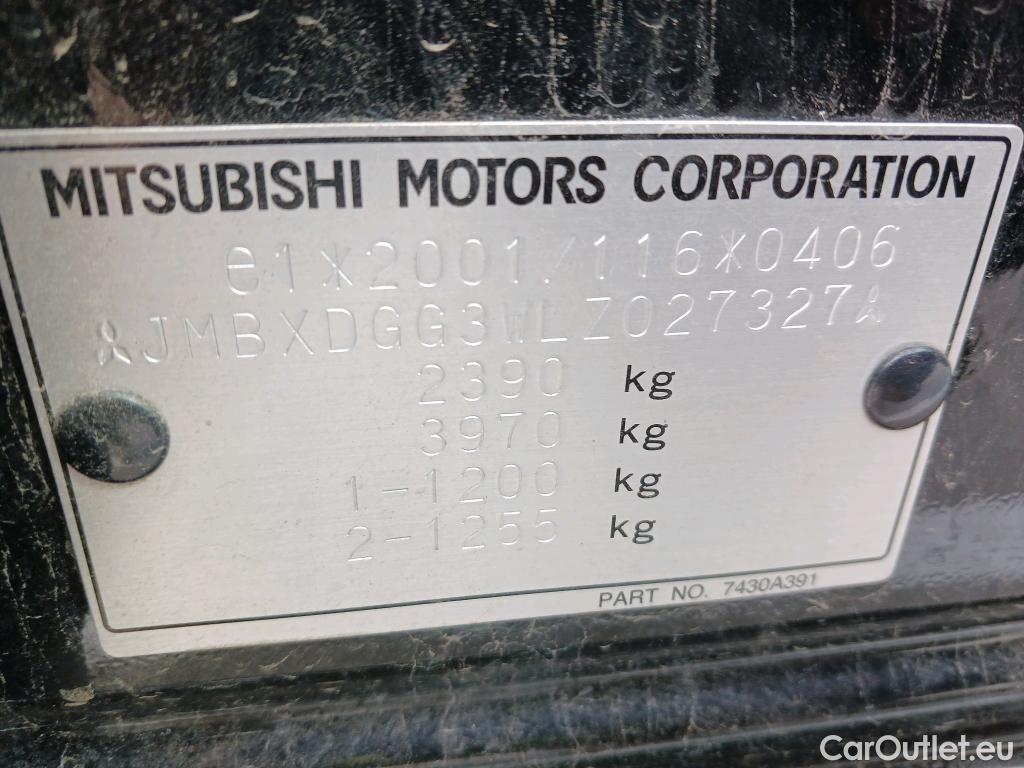 MITSUBISHI MOTORS CORPORATION
e1*2001/116*0406
JMBXDGG3WLZ027327
2390 kg
3970 kg
1-1200 kg
2-1255 kg
PART NO. 7430A391
CarOutlet.eu